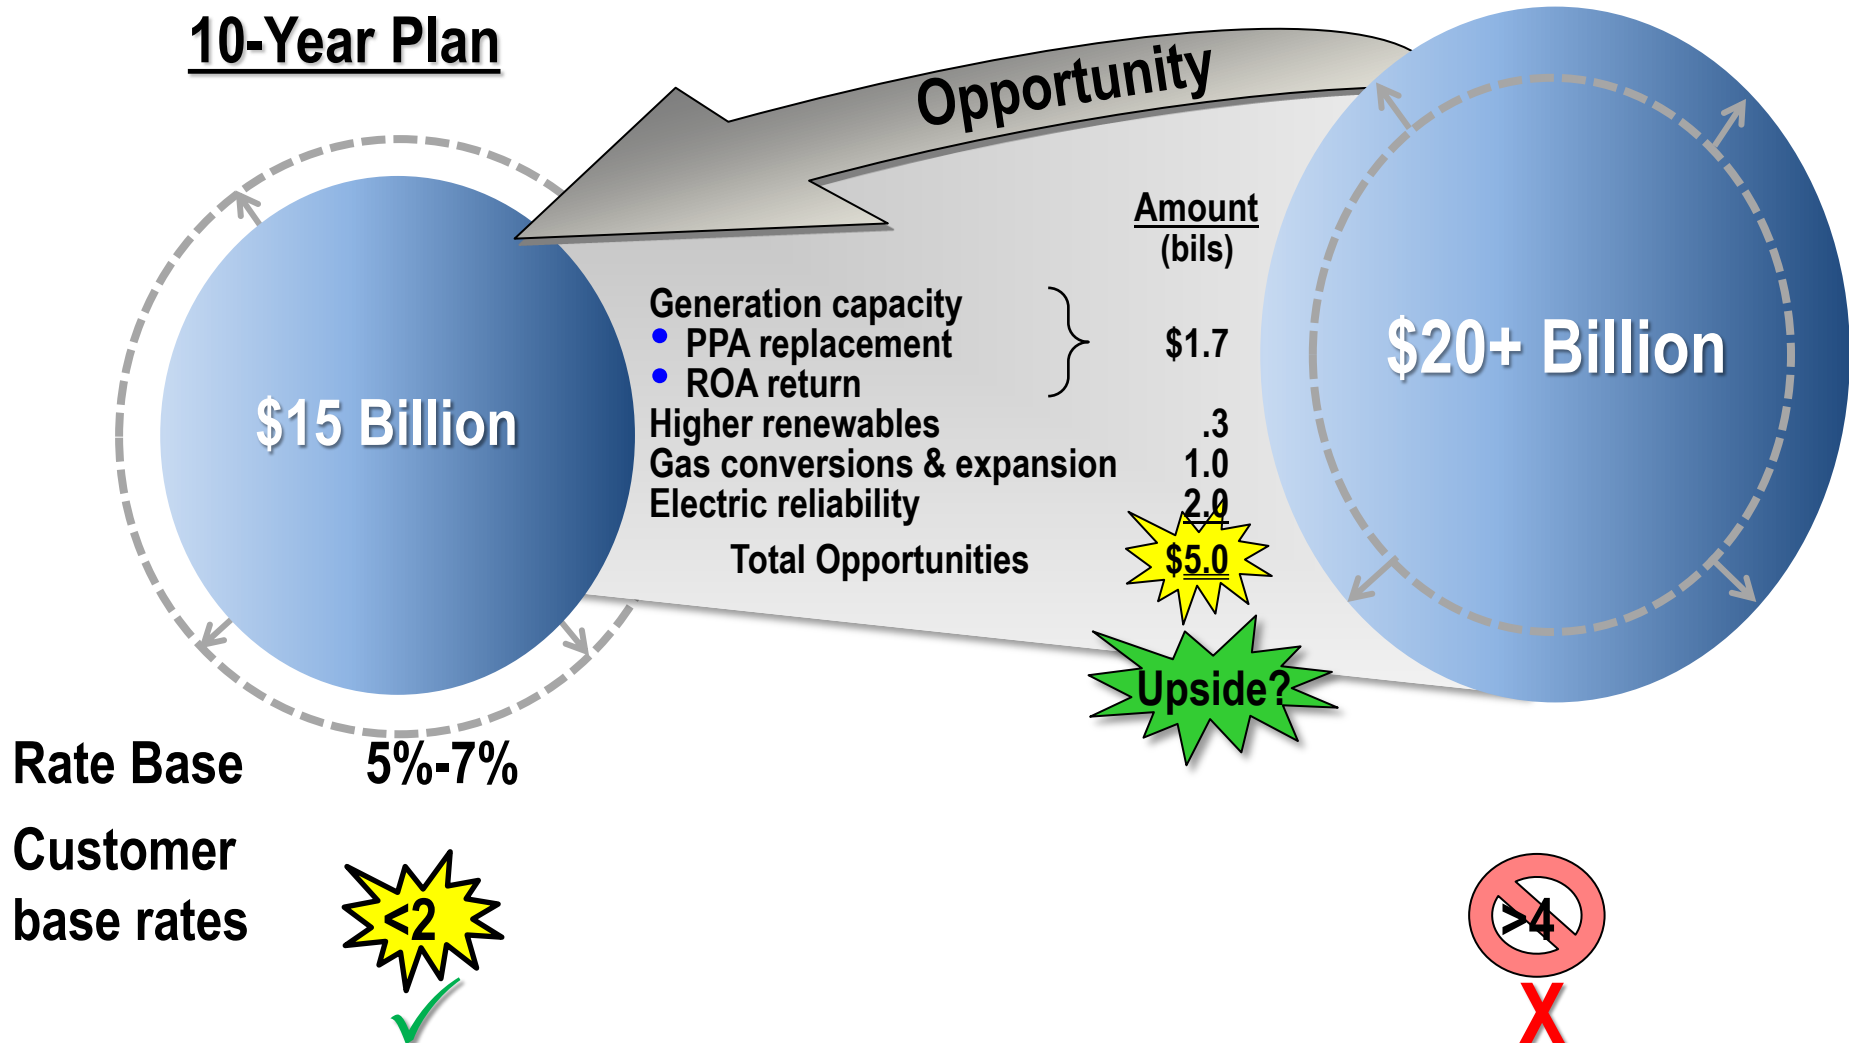 10-Year Plan
Opportunity
Amount
(bils)
Generation capacity
• PPA replacement $1.7
• ROA return
Higher renewables .3
Gas conversions & expansion 1.0
Electric reliability 2.0
Total Opportunities $5.0
$15 Billion
$20+ Billion
Upside?
Rate Base 5%-7%
Customer
base rates <2 >4
X